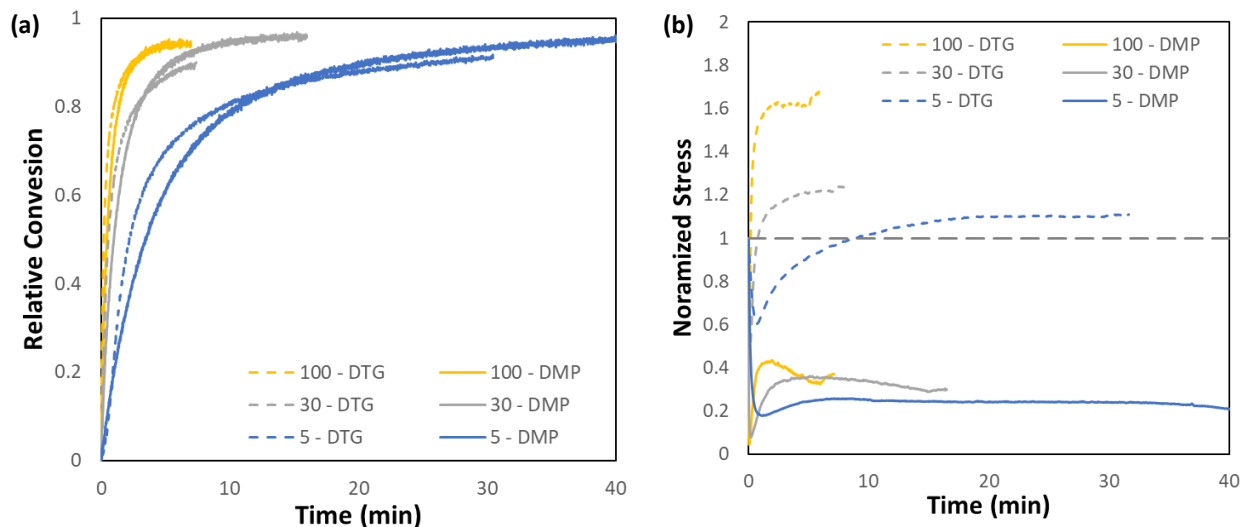 (a)
Relative Convesion
1
0.8
0.6
0.4
0.2
0
0 10 20 30 40
Time (min)
100 - DTG 100 - DMP
30 - DTG 30 - DMP
5 - DTG 5 - DMP
(b)
Noramized Stress
2
1.8
1.6
1.4
1.2
1
0.8
0.6
0.4
0.2
0
0 10 20 30 40
Time (min)
100 - DTG 100 - DMP
30 - DTG 30 - DMP
5 - DTG 5 - DMP